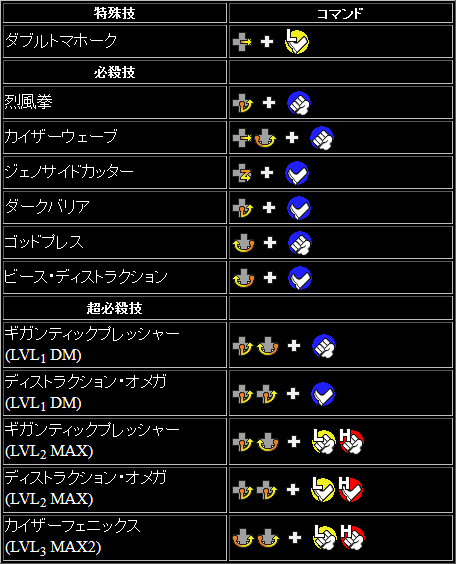 特殊技 コマンド
ダブルトマホーク + L
必殺技
烈風拳 +
カイザーウェーブ +
ジェノサイドカッター +
ダークバリア +
ゴッドプレス +
ビース・ディストラクション +
超必殺技
ギガンティックプレッシャー
(LVL1 DM) +
ディストラクション・オメガ
(LVL1 DM) +
ギガンティックプレッシャー
(LVL2 MAX) + L H
ディストラクション・オメガ
(LVL2 MAX) + L H
カイザーフェニックス
(LVL3 MAX2) + L H